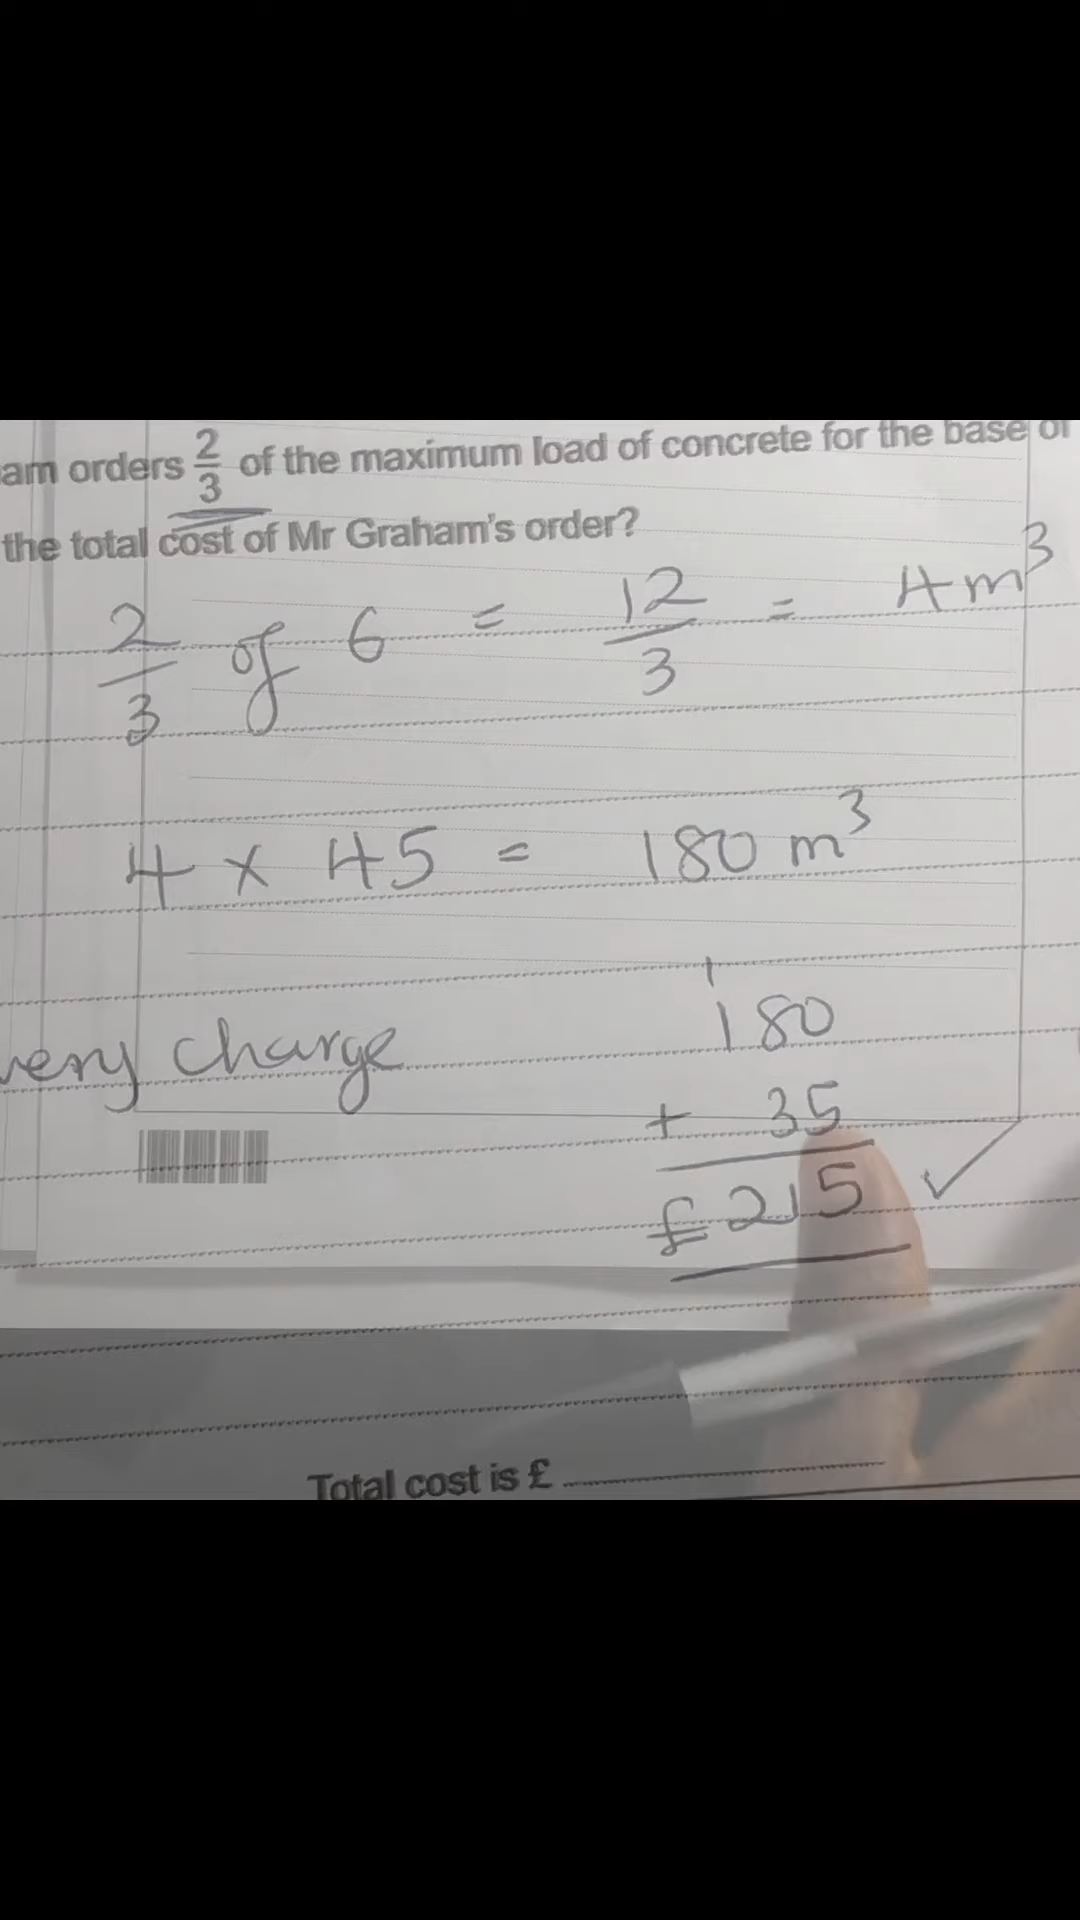 am orders 2/3 of the maximum load of concrete for the base of
the total cost of Mr Graham's order?
2/3 of 6 = 12/3 = 4m³
4 x 45 = 180 m³
1
180
very charge
+ 35
£215 ✓
Total cost is £